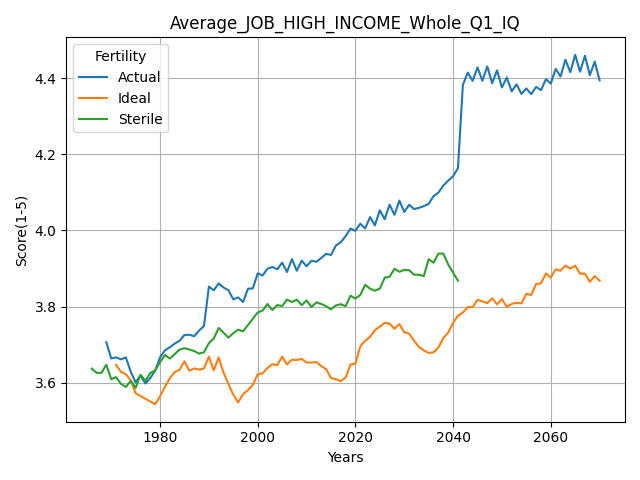 Average_JOB_HIGH_INCOME_Whole_Q1_IQ
Fertility
Actual
Ideal
Sterile
Score(1-5)
4.4
4.2
4.0
3.8
3.6
1980 2000 2020 2040 2060
Years